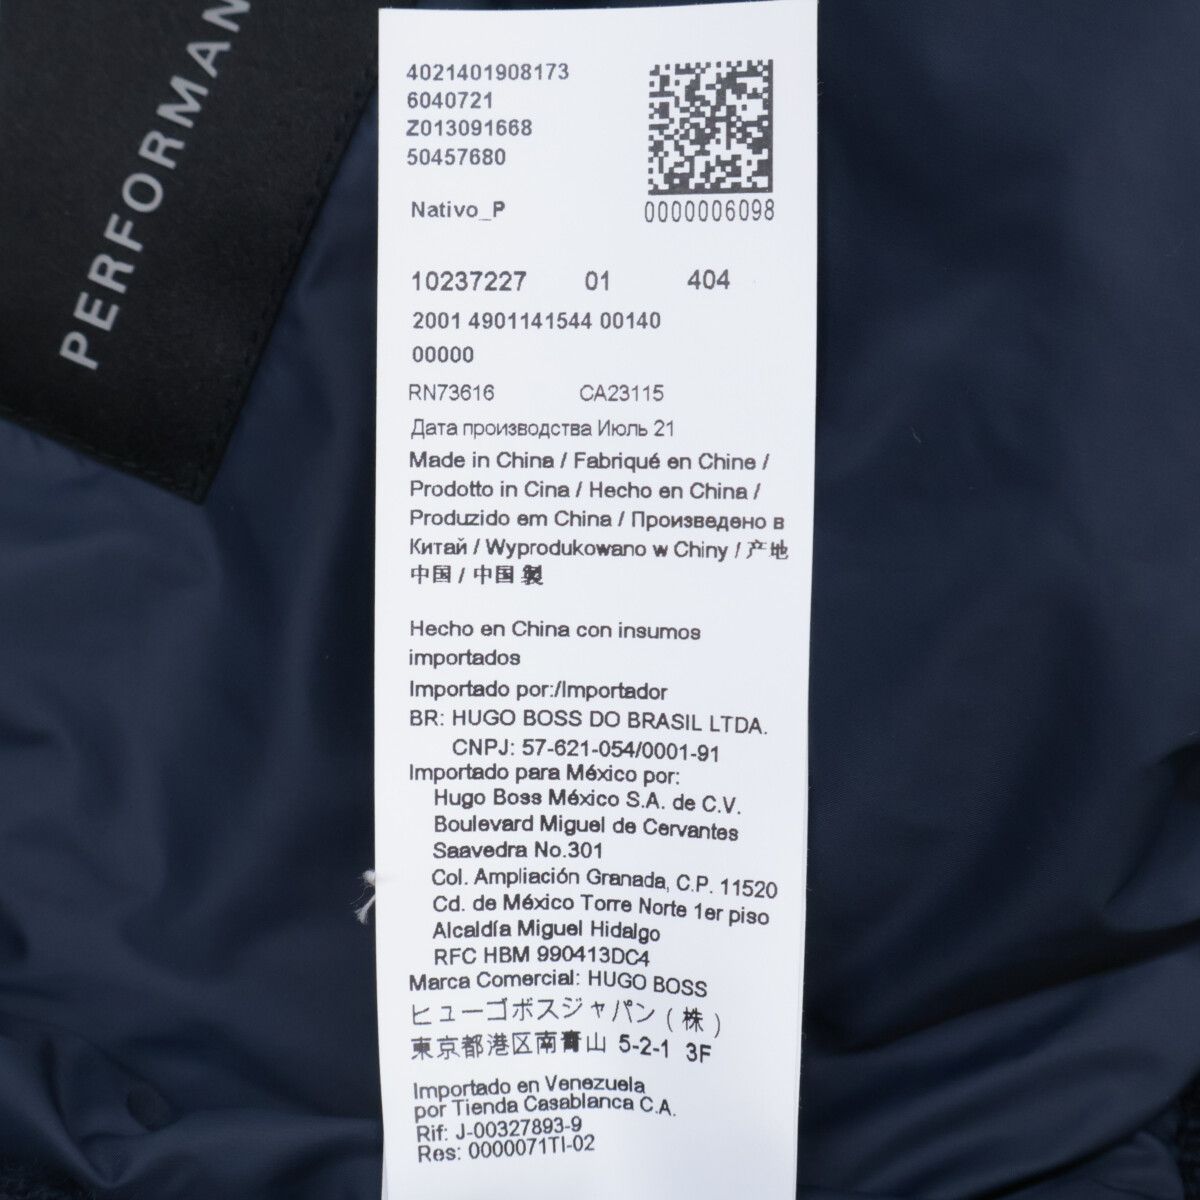 PERFORMAN
4021401908173
6040721
Z013091668
50457680
0000006098
Nativo_P
10237227 01 404
2001 4901141544 00140
00000
RN73616 CA23115
Дата производства Июль 21
Made in China / Fabriqué en Chine /
Prodotto in Cina / Hecho en China /
Produzido em China / Произведено в
Китай / Wyprodukowano w Chiny / 产地
中国 / 中国 製
Hecho en China con insumos
importados
Importado por:/Importador
BR: HUGO BOSS DO BRASIL LTDA.
CNPJ: 57-621-054/0001-91
Importado para México por:
Hugo Boss México S.A. de C.V.
Boulevard Miguel de Cervantes
Saavedra No.301
Col. Ampliación Granada, C.P. 11520
Cd. de México Torre Norte 1er piso
Alcaldía Miguel Hidalgo
RFC HBM 990413DC4
Marca Comercial: HUGO BOSS
ヒューゴボスジャパン (株)
東京都港区南青山 5-2-1 3F
Importado en Venezuela
por Tienda Casablanca C.A.
Rif: J-00327893-9
Res: 0000071TI-02